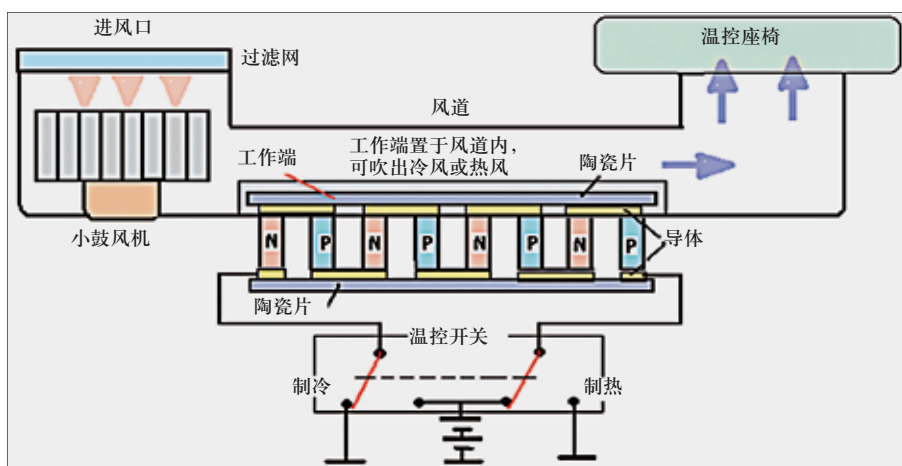 进风口
过滤网
温控座椅
风道
工作端
工作端置于风道内，
可吹出冷风或热风
陶瓷片
小鼓风机
N P N P N P N P
导体
陶瓷片
温控开关
制冷
制热